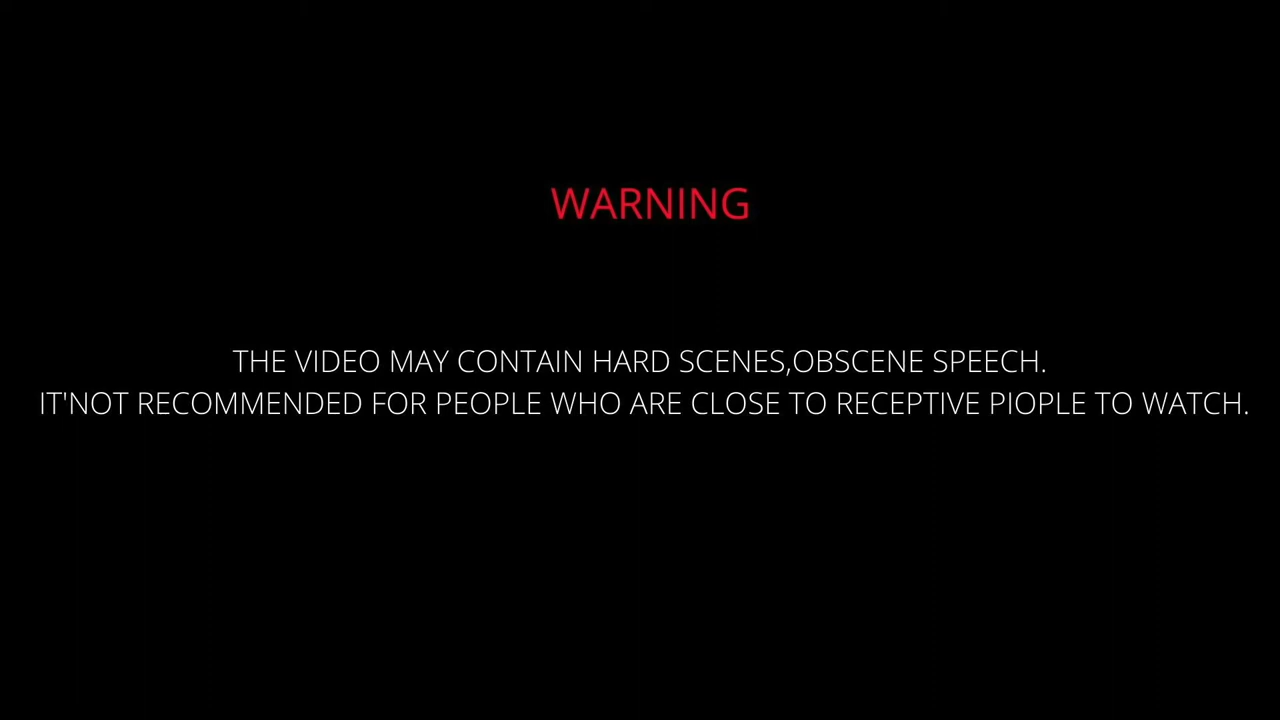 WARNING
THE VIDEO MAY CONTAIN HARD SCENES,OBSCENE SPEECH.
IT'NOT RECOMMENDED FOR PEOPLE WHO ARE CLOSE TO RECEPTIVE PIOPLE TO WATCH.